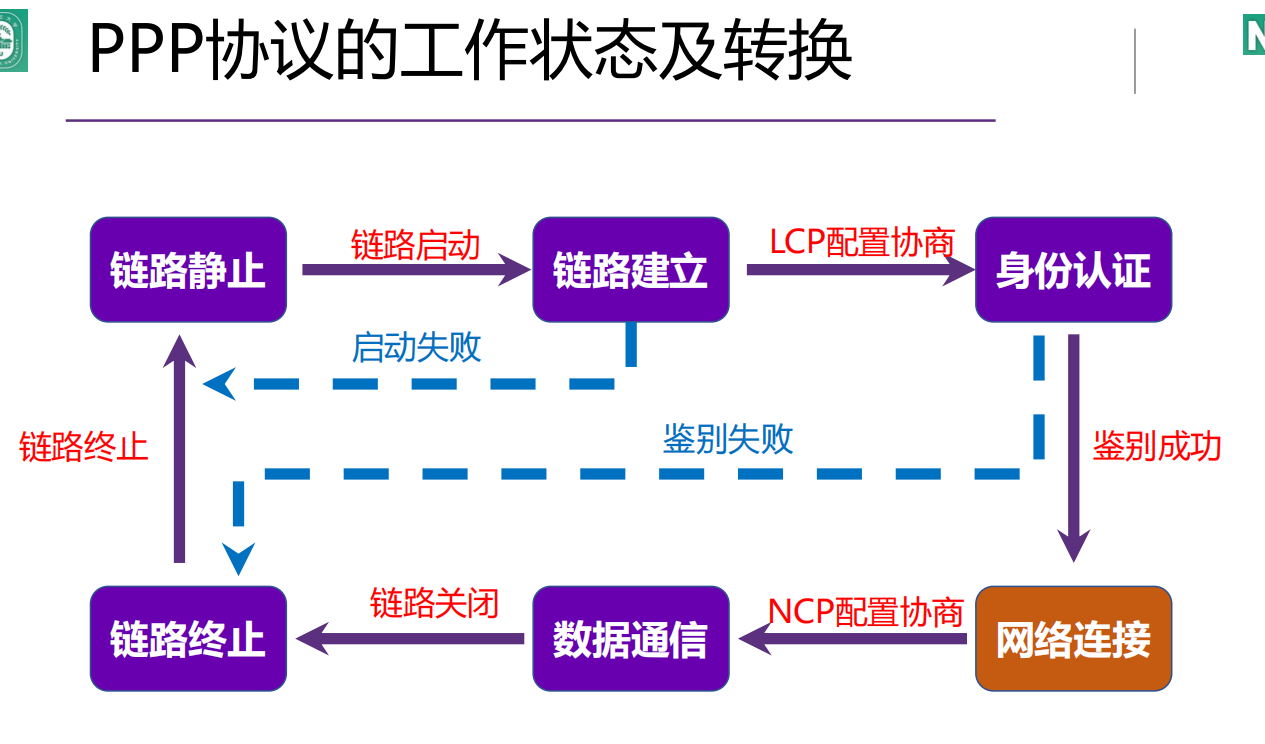 PPP协议的工作状态及转换
链路静止
链路启动
链路建立
LCP配置协商
身份认证
启动失败
链路终止
鉴别失败
鉴别成功
链路终止
链路关闭
数据通信
NCP配置协商
网络连接